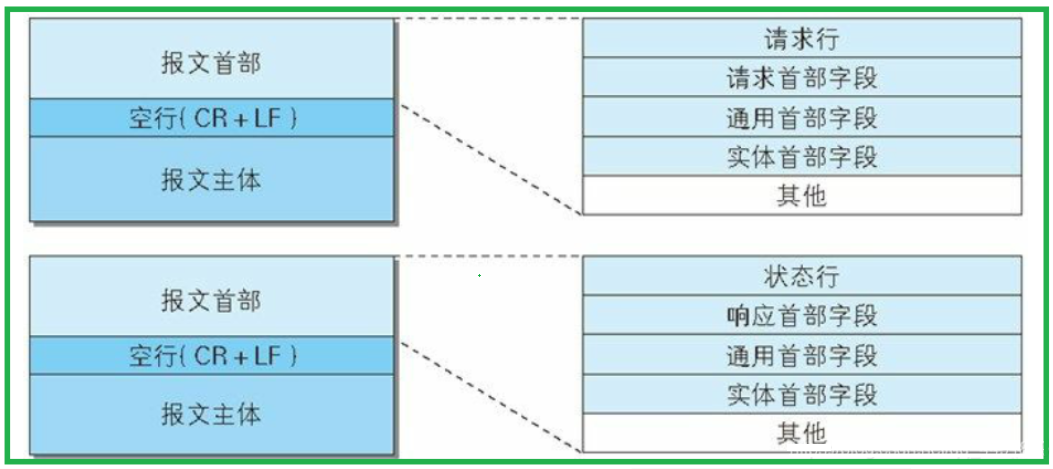 报文首部
空行( CR + LF )
报文主体
请求行
请求首部字段
通用首部字段
实体首部字段
其他
报文首部
空行( CR + LF )
报文主体
状态行
响应首部字段
通用首部字段
实体首部字段
其他